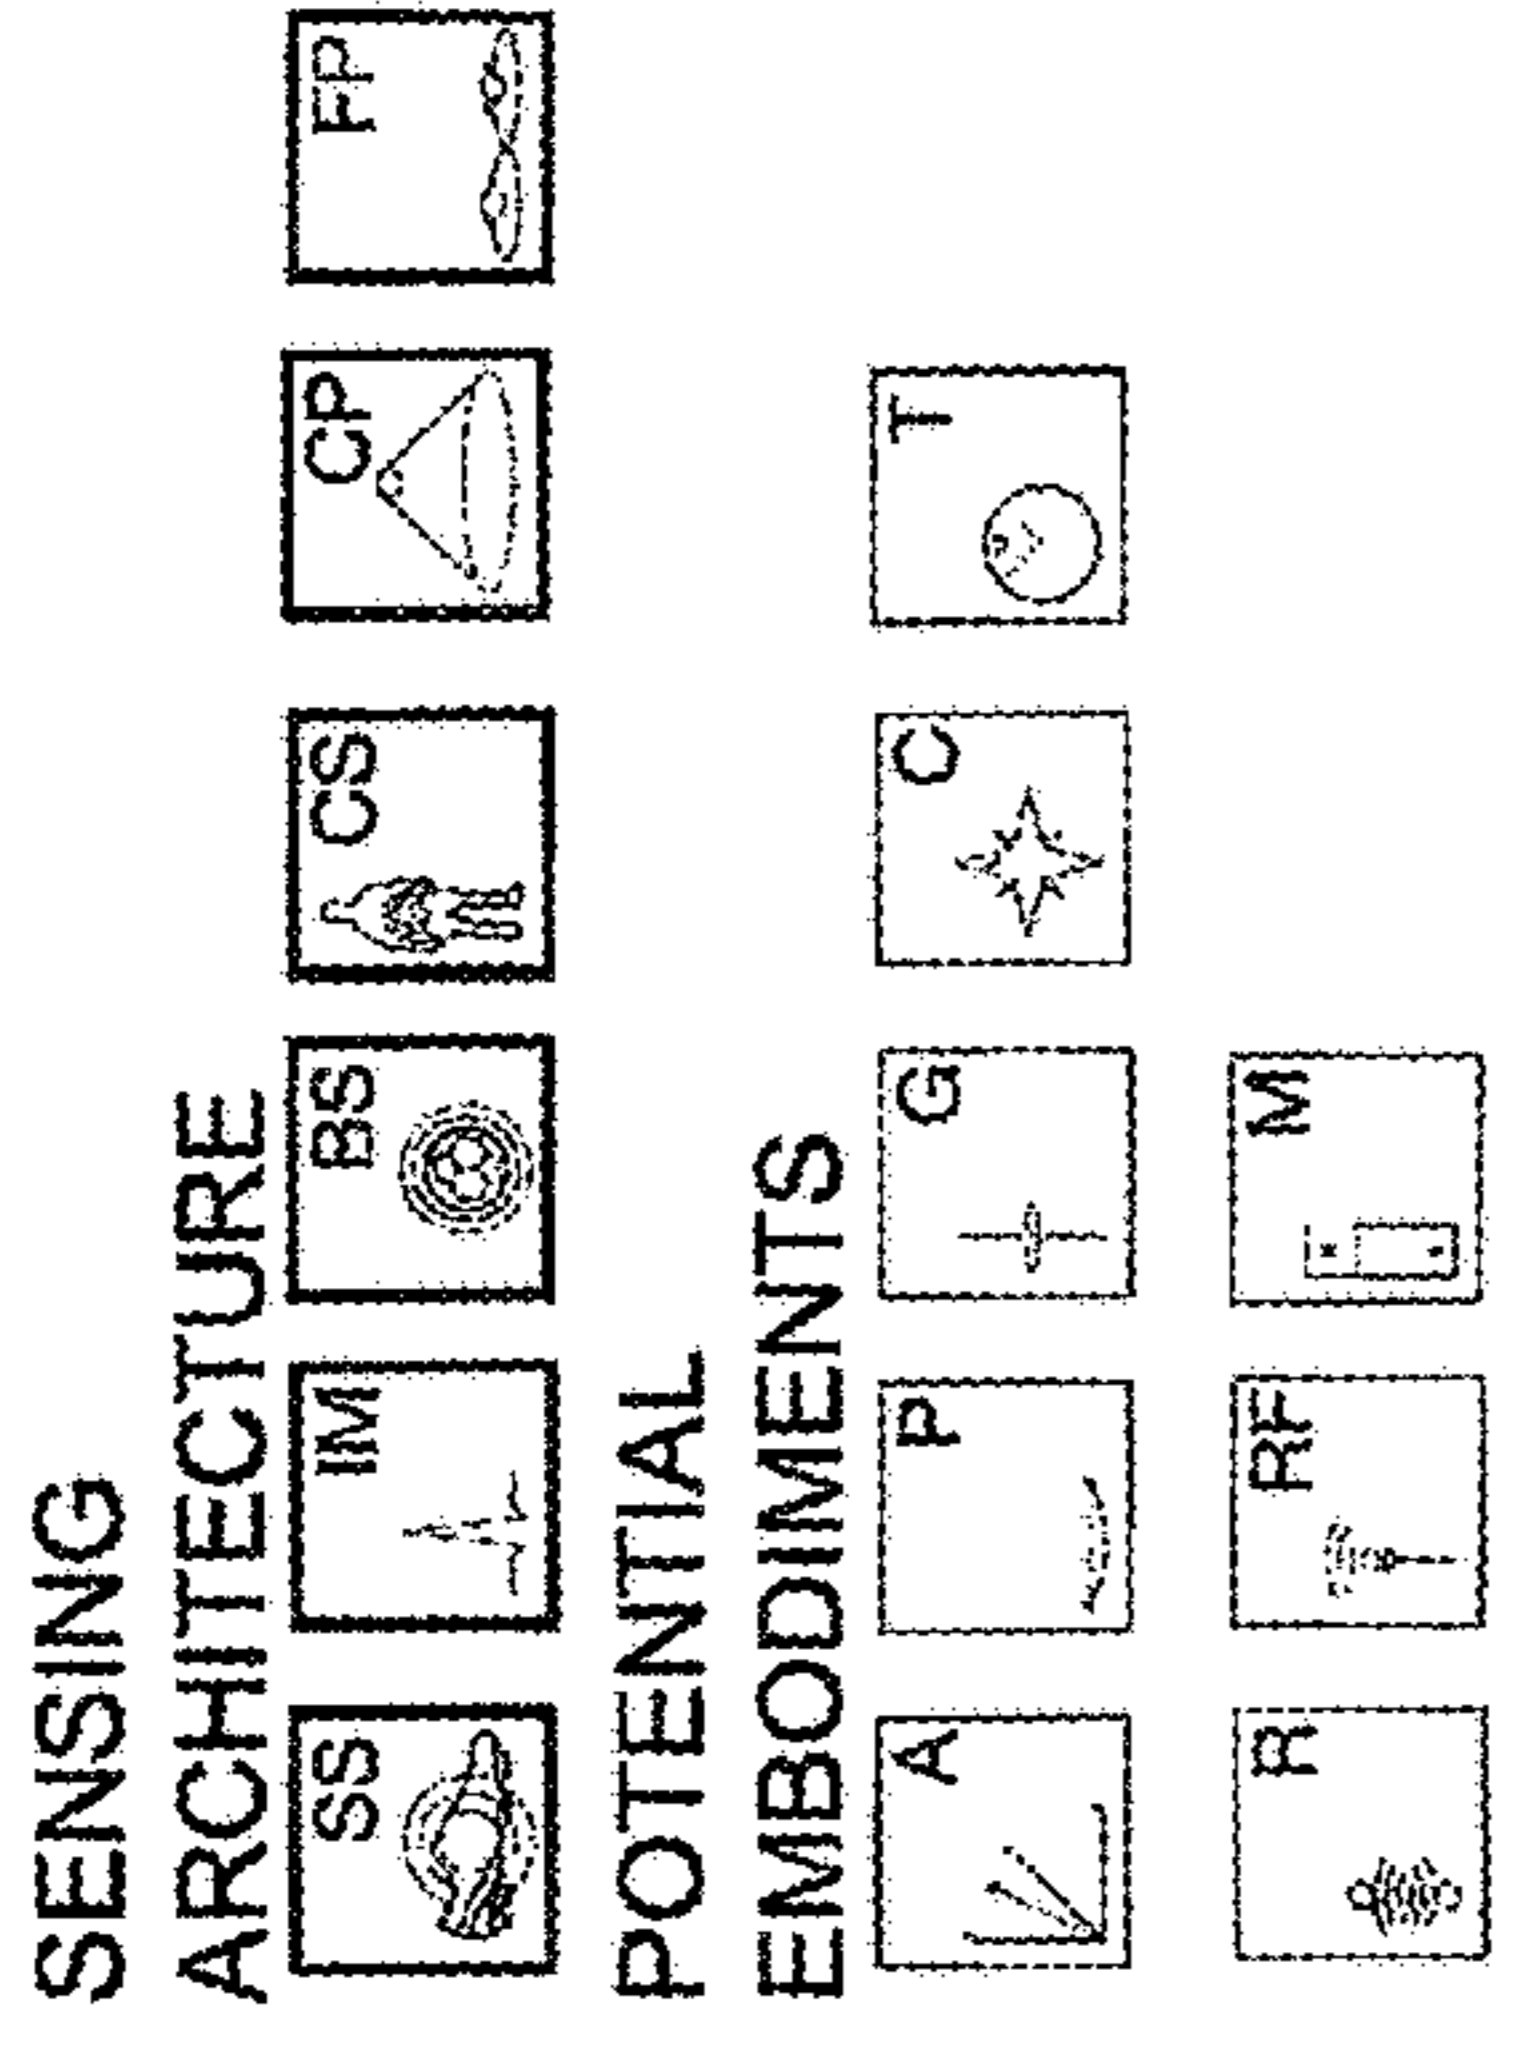 SENSING
ARCHITECTURE
SS IM BS CS CP FP
POTENTIAL
EMBODIMENTS
A P G C T
R RF M